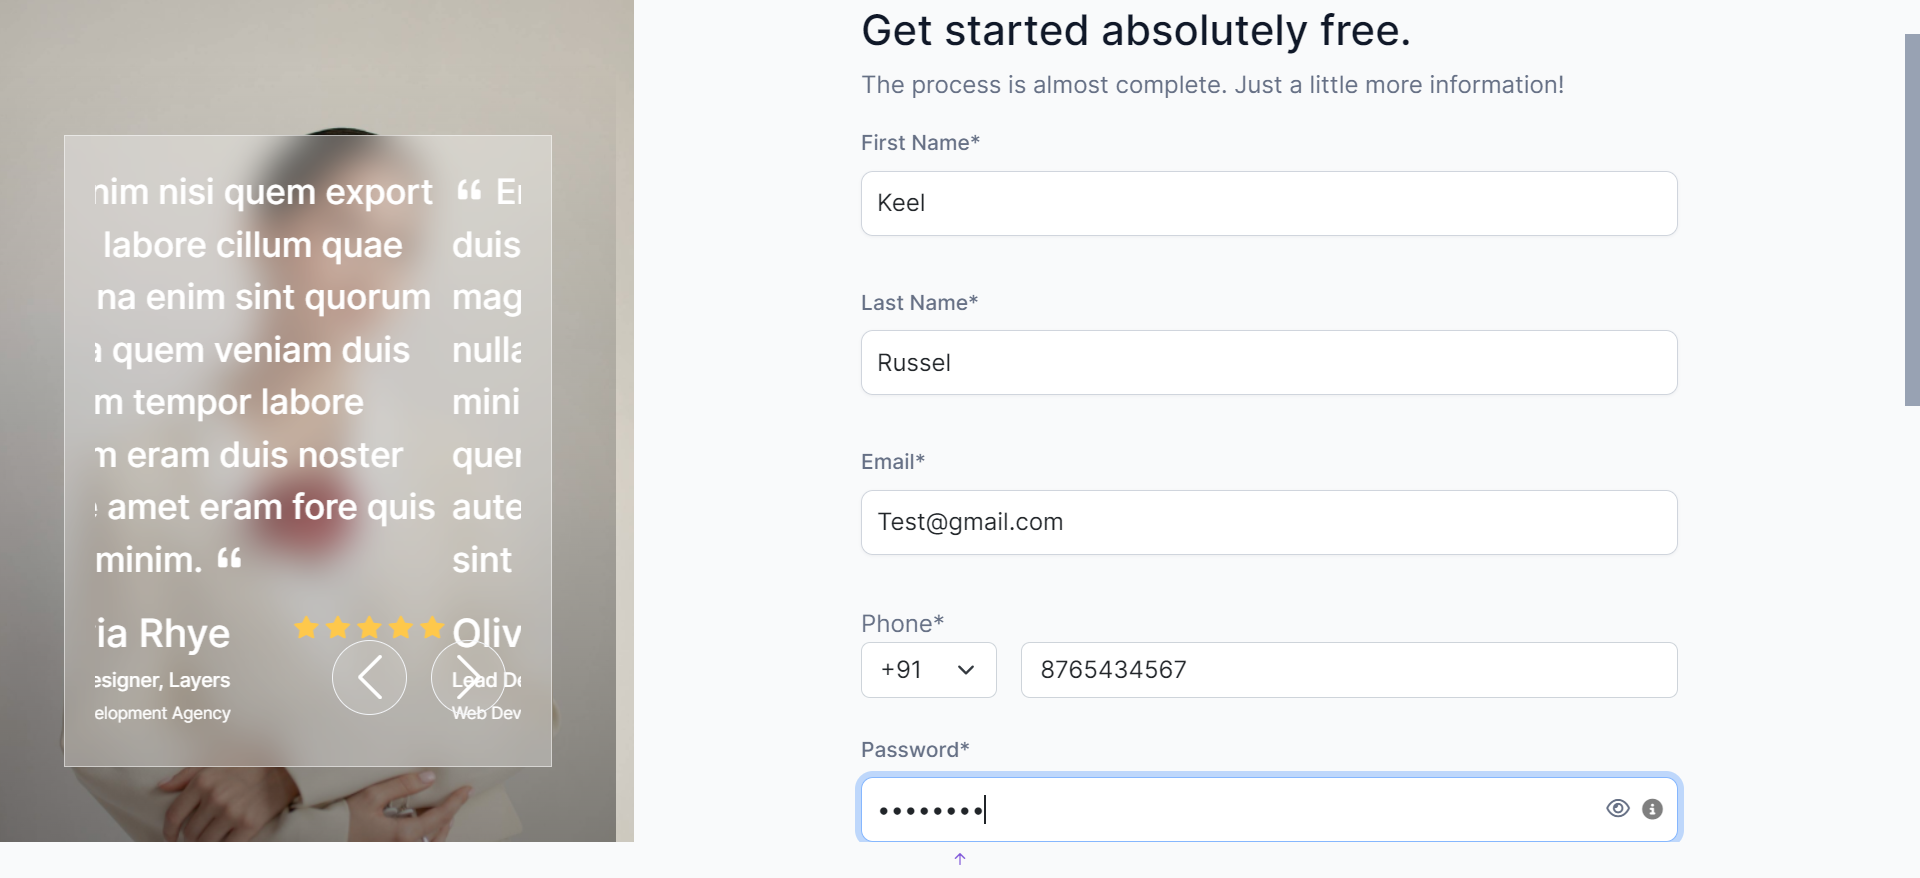 nim nisi quem export “ Er
labore cillum quae duis
na enim sint quorum mag
a quem veniam duis nulla
m tempor labore mini
m eram duis noster quer
amet eram fore quis aute
minim. “ sint
ia Rhye Oliv
esigner, Layers Lead De
elopment Agency Web Dev
Get started absolutely free.
The process is almost complete. Just a little more information!
First Name*
Keel
Last Name*
Russel
Email*
Test@gmail.com
Phone*
+91 8765434567
Password*
••••••••